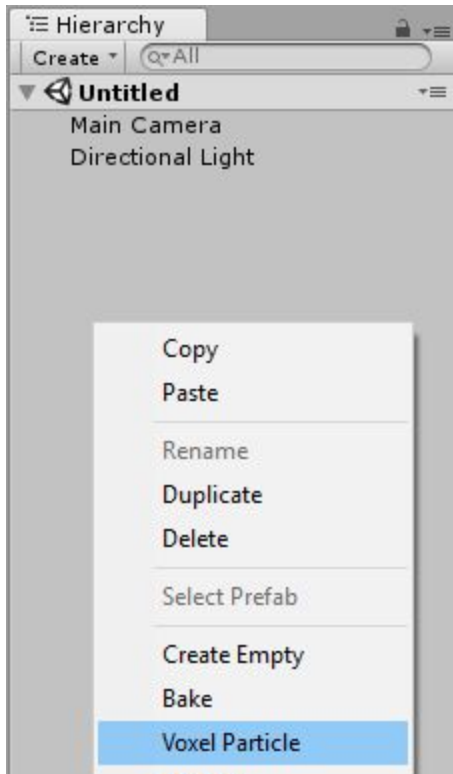 Hierarchy
Create All
Untitled
Main Camera
Directional Light
Copy
Paste
Rename
Duplicate
Delete
Select Prefab
Create Empty
Bake
Voxel Particle